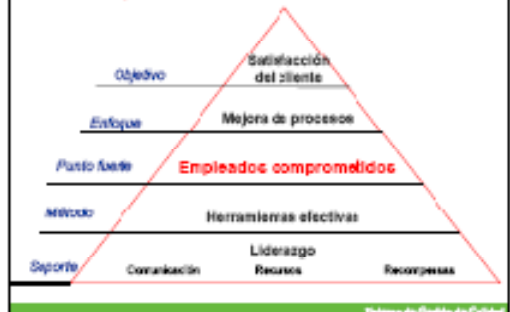 Objetivo
Satisfacción
del cliente
Enfoque
Mejora de procesos
Punto fuerte
Empleados comprometidos
Método
Herramientas efectivas
Liderazgo
Soporte
Comunicación
Recursos
Recompensas